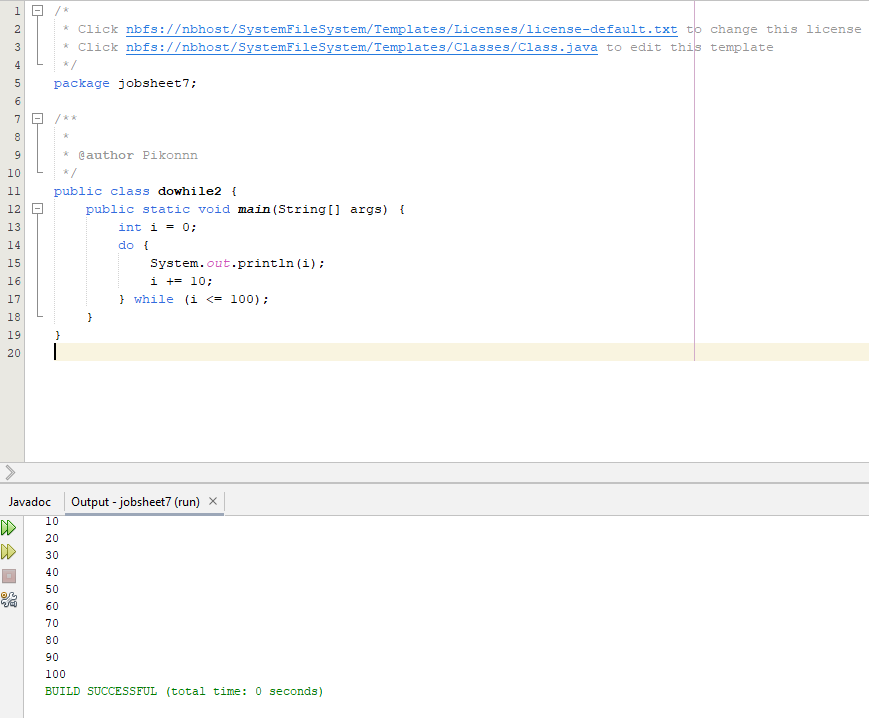 1 /*
2  * Click nbfs://nbhost/SystemFileSystem/Templates/Licenses/license-default.txt to change this license
3  * Click nbfs://nbhost/SystemFileSystem/Templates/Classes/Class.java to edit this template
4  */
5 package jobsheet7;
6
7 /**
8  *
9  * @author Pikonnn
10  */
11 public class dowhile2 {
12     public static void main(String[] args) {
13         int i = 0;
14         do {
15             System.out.println(i);
16             i += 10;
17         } while (i <= 100);
18     }
19 }
20
Javadoc Output - jobsheet7 (run) ×
10
20
30
40
50
60
70
80
90
100
BUILD SUCCESSFUL (total time: 0 seconds)